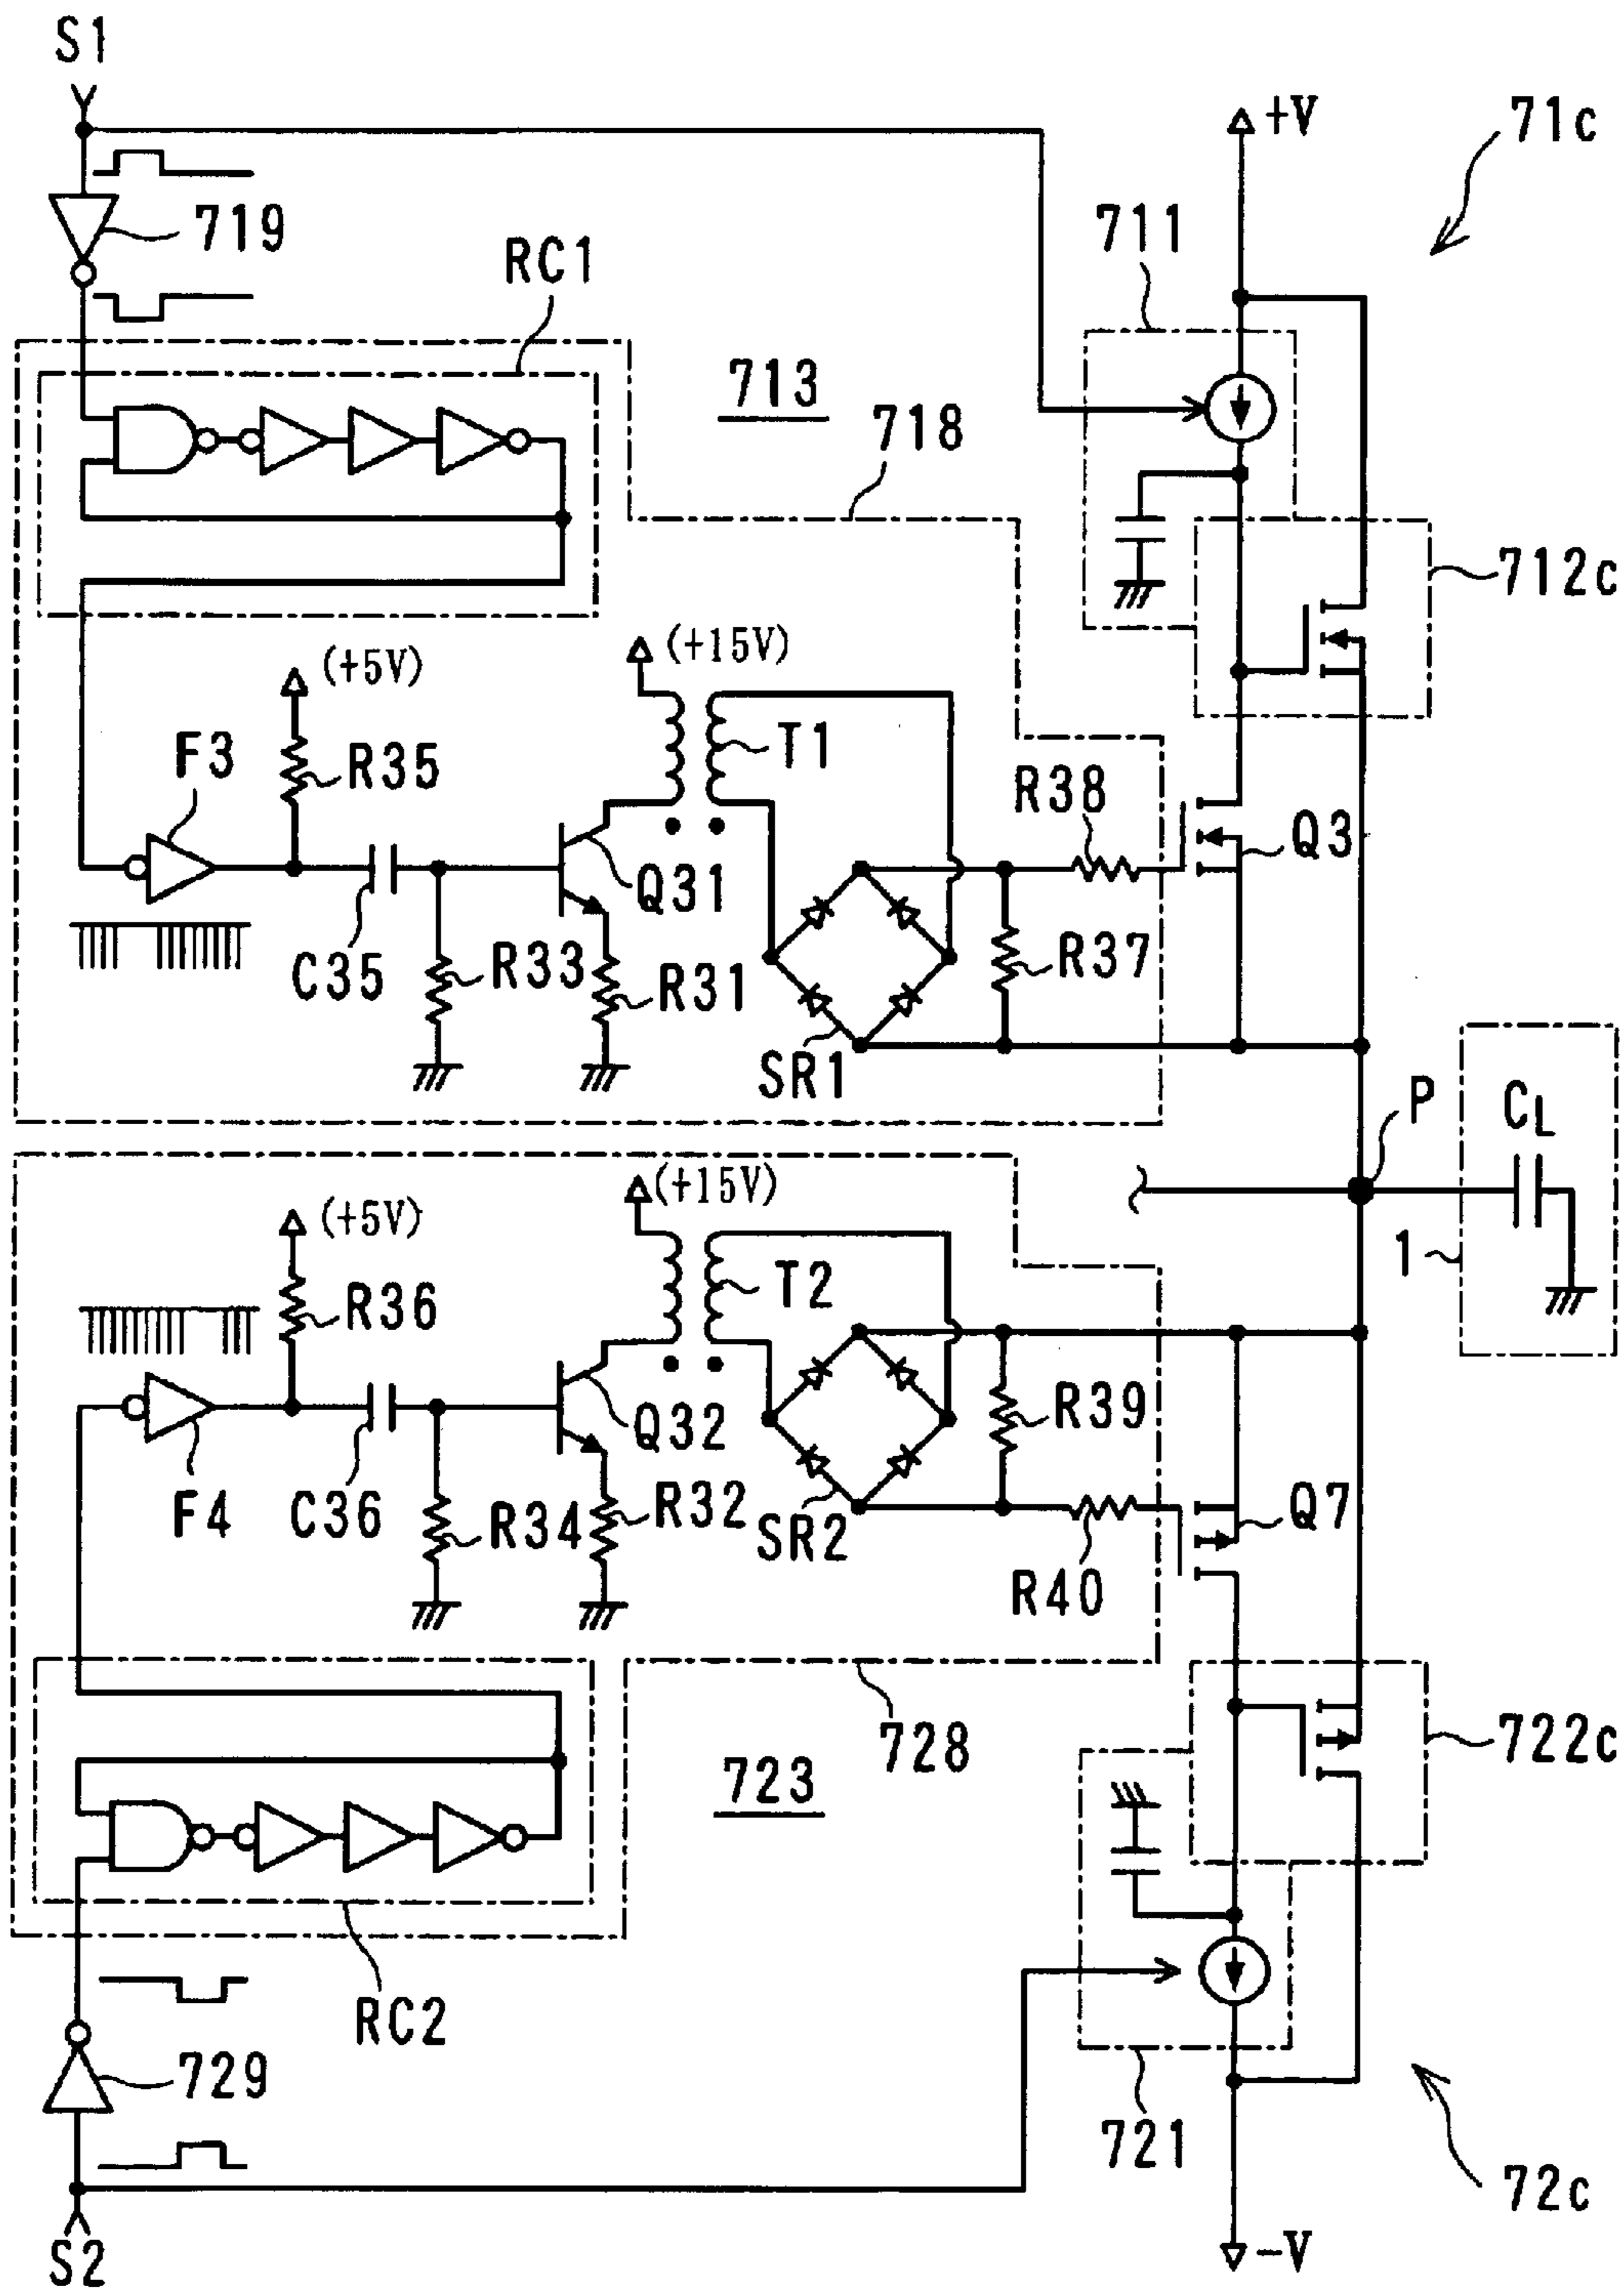 S1
+V
71c
719
711
RC1
713
718
712c
(+5V)
(+15V)
F3
R35
T1
R38
Q3
Q31
C35
R33
R31
R37
SR1
P
CL
1
(+5V)
(+15V)
R36
T2
R39
Q32
F4
C36
R34
R32
SR2
R40
Q7
728
722c
723
RC2
729
721
72c
S2
-V